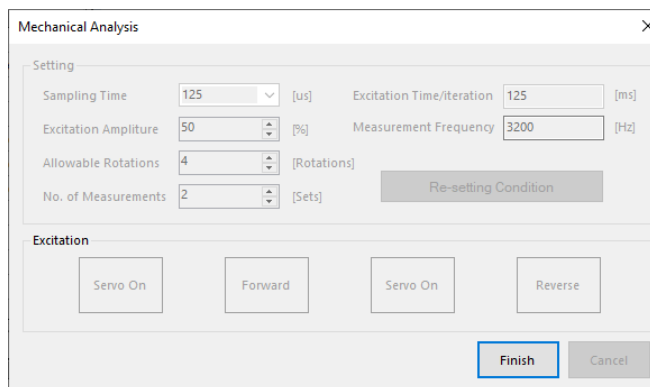 Mechanical Analysis
Setting
Sampling Time 125 [us] Excitation Time/iteration 125 [ms]
Excitation Ampliture 50 [%] Measurement Frequency 3200 [Hz]
Allowable Rotations 4 [Rotations]
No. of Measurements 2 [Sets] Re-setting Condition
Excitation
Servo On Forward Servo On Reverse
Finish Cancel